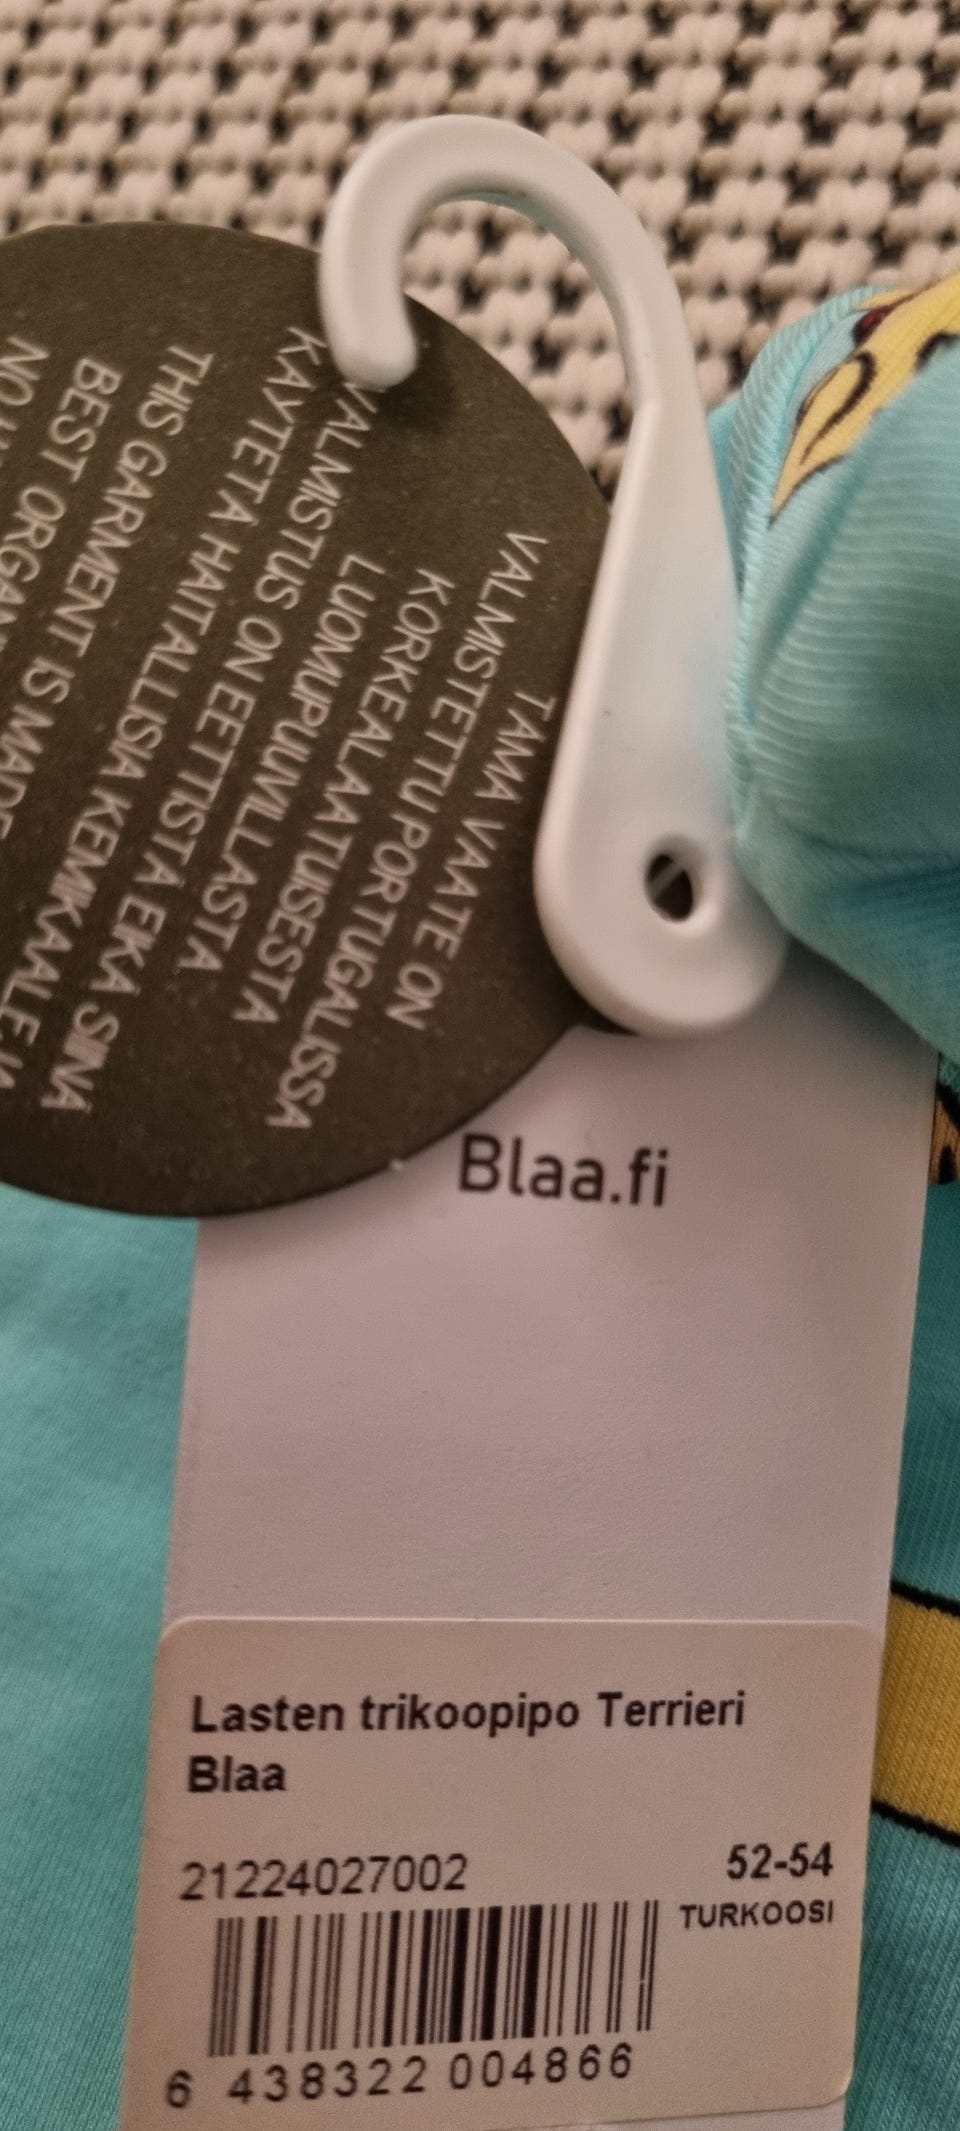 TÄMÄ VAATE ON
VALMISTETTU PORTUGALISSA
KORKEALAATUISESTA
LUOMUPUUVILLASTA
VALMISTUS ON EETTISTÄ EIKÄ SIINÄ
KÄYTETÄ HAITALLISIA KEMIKAALEJA
THIS GARMENT IS MADE
BEST
NO
Blaa.fi
Lasten trikoopipo Terrieri
Blaa
21224027002
52-54
TURKOOSI
6 438322 004866